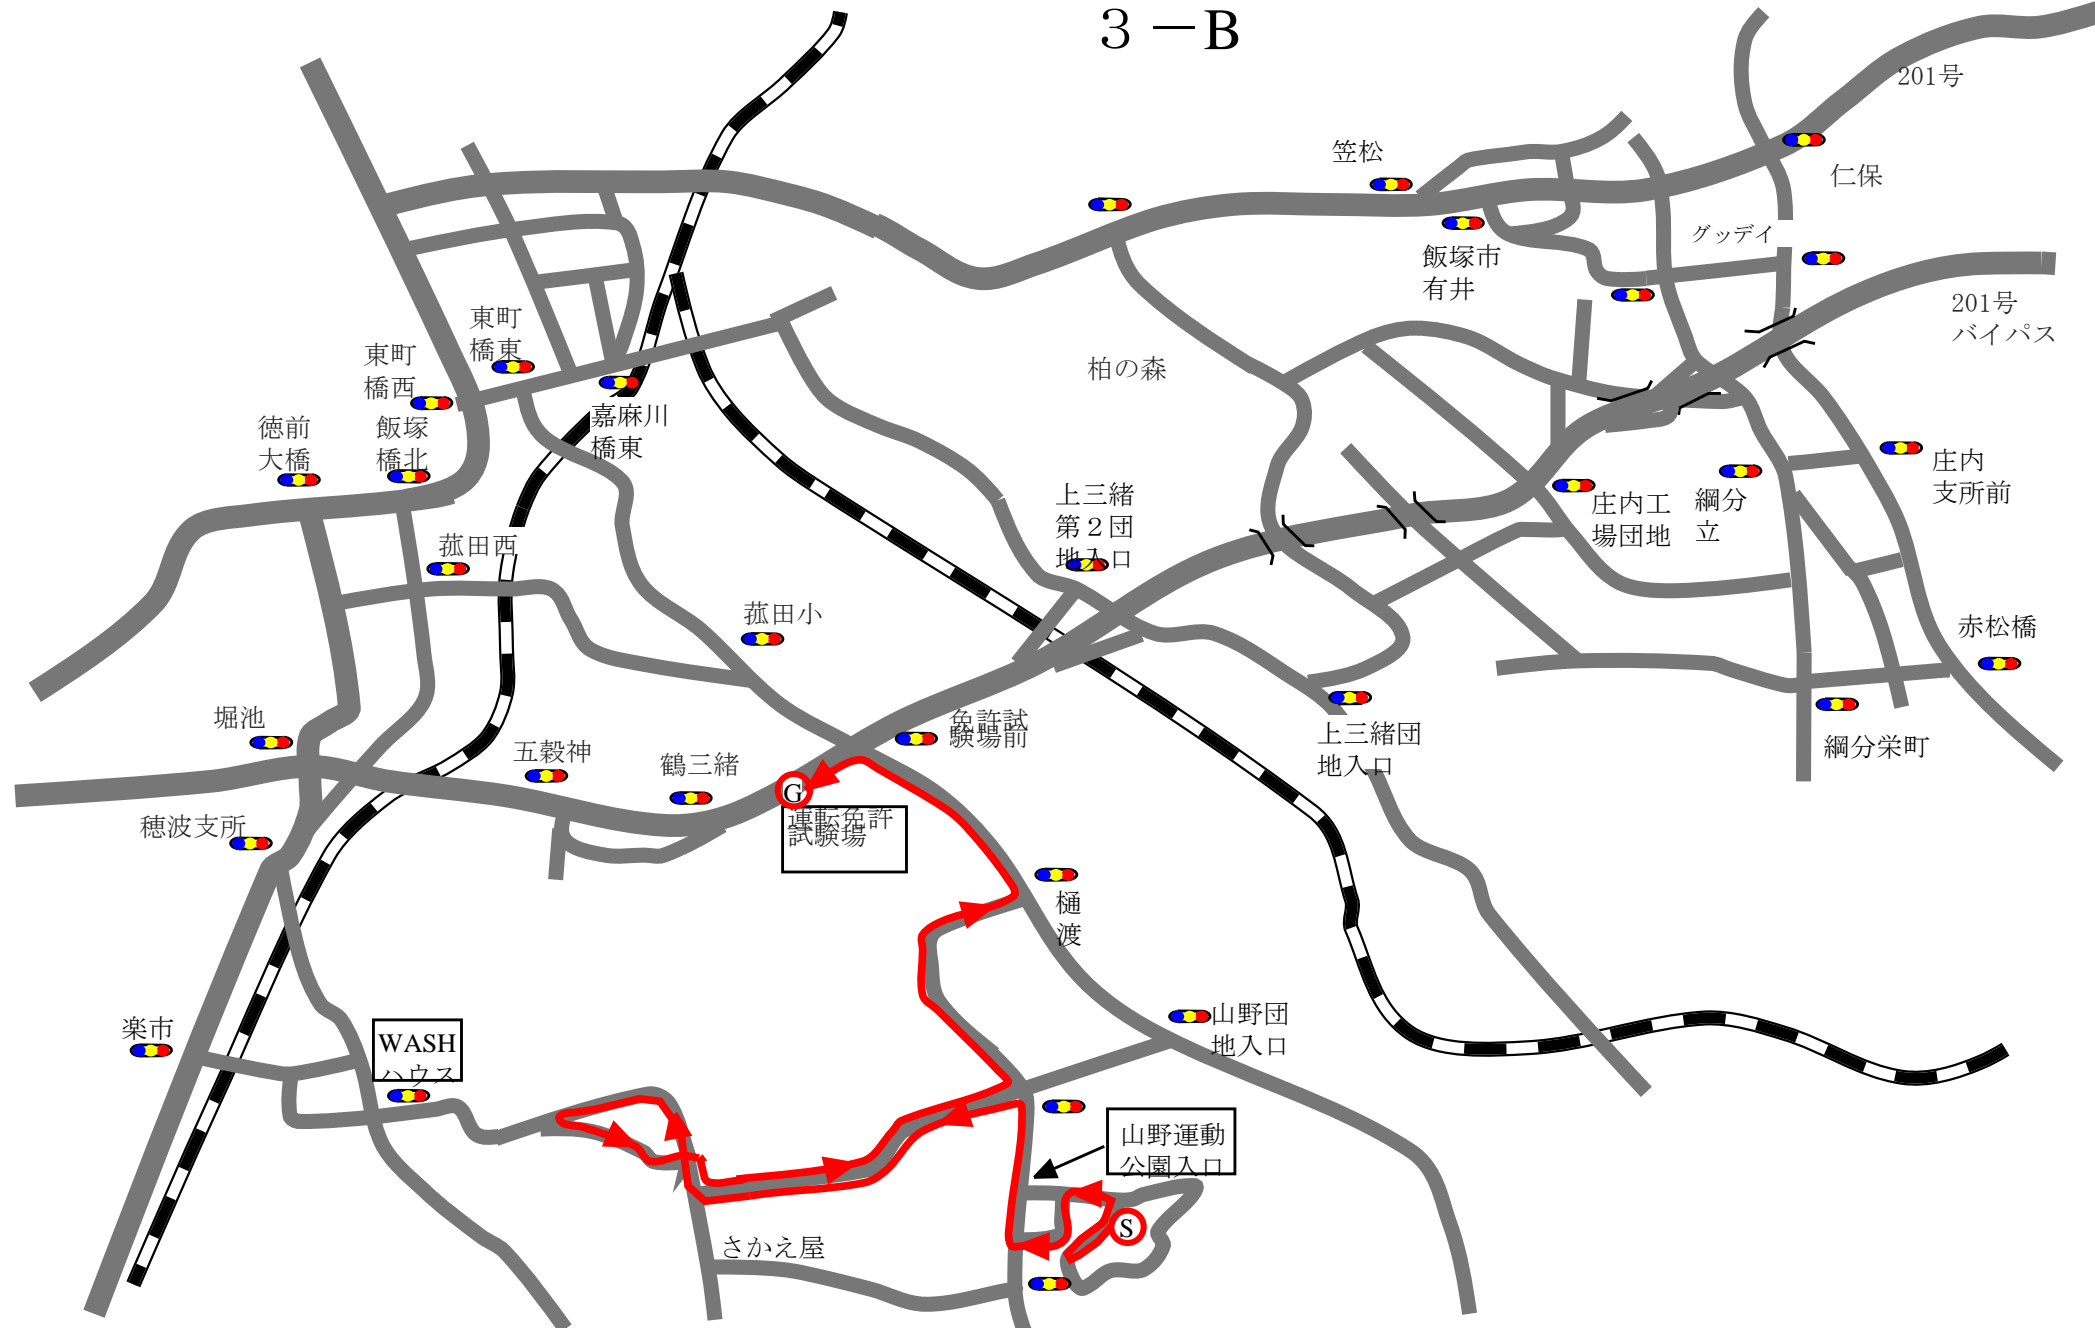 ３－B
201号
笠松
仁保
グッデイ
飯塚市
有井
201号
バイパス
東町
橋東
東町
橋西
柏の森
嘉麻川
橋東
徳前
大橋
飯塚
橋北
庄内
支所前
上三緒
第２団
地入口
庄内工
場団地
綱分
立
菰田西
菰田小
赤松橋
堀池
免許試
験場前
上三緒団
地入口
綱分栄町
五穀神
鶴三緒
G
運転免許
試験場
穂波支所
樋
渡
楽市
WASH
ハウス
山野団
地入口
山野運動
公園入口
S
さかえ屋